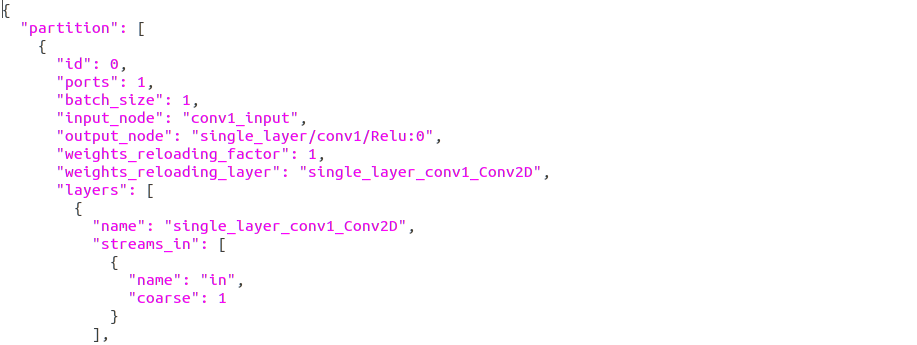 {
  "partition": [
    {
      "id": 0,
      "ports": 1,
      "batch_size": 1,
      "input_node": "conv1_input",
      "output_node": "single_layer/conv1/Relu:0",
      "weights_reloading_factor": 1,
      "weights_reloading_layer": "single_layer_conv1_Conv2D",
      "layers": [
        {
          "name": "single_layer_conv1_Conv2D",
          "streams_in": [
            {
              "name": "in",
              "coarse": 1
            }
          ],